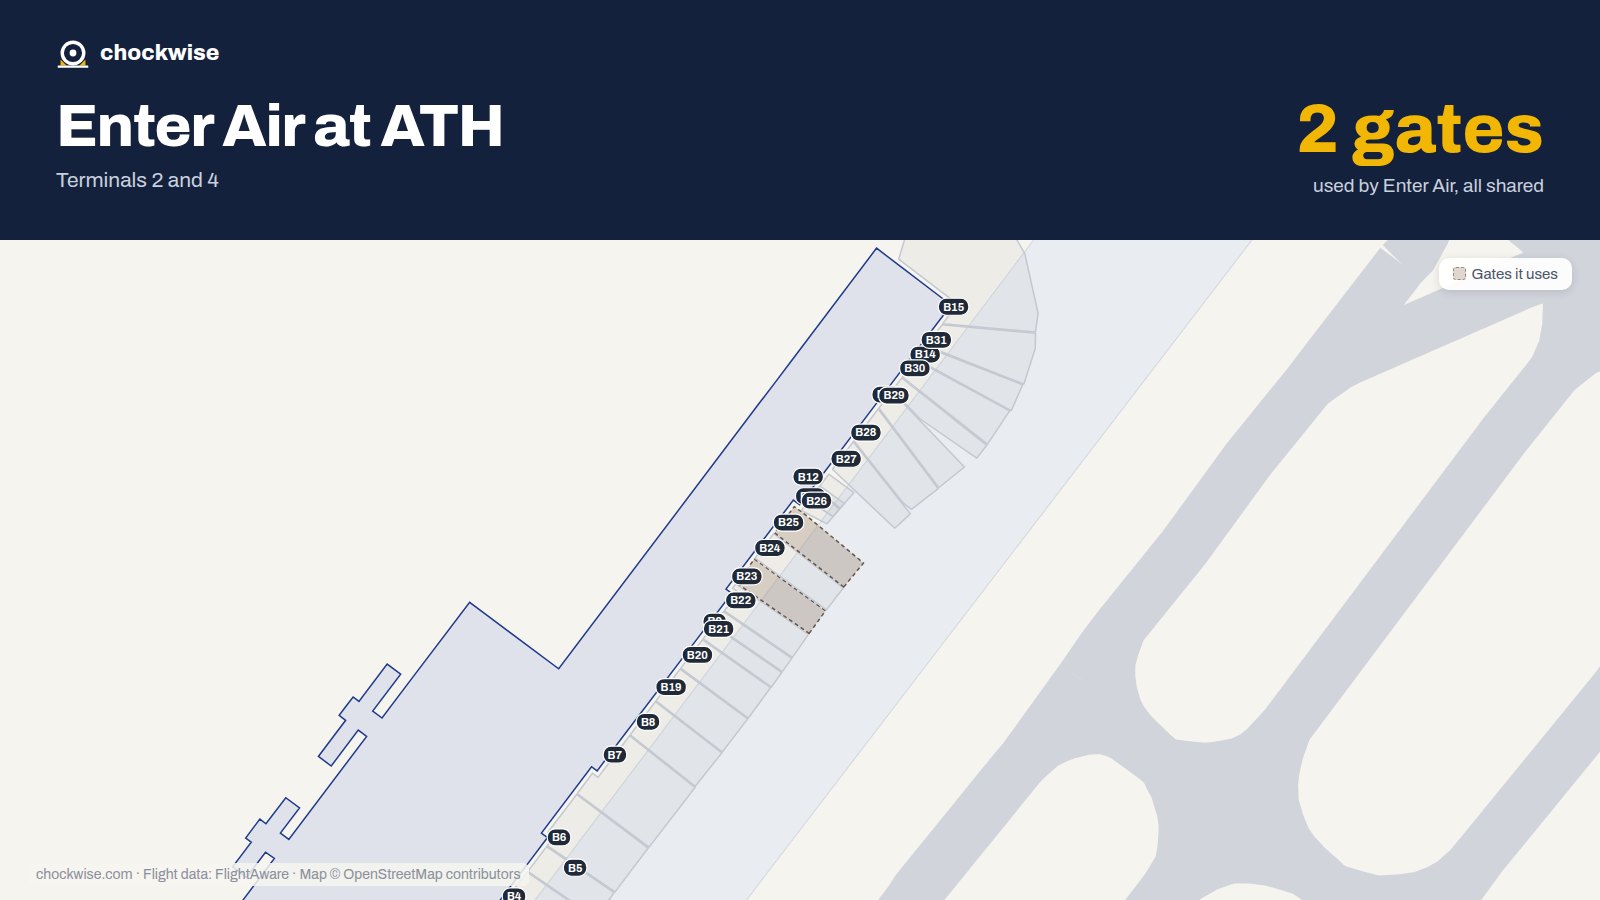 chockwise
Enter Air at ATH
Terminals 2 and 4
2 gates
used by Enter Air, all shared
Gates it uses
B15
B31
B14
B30
B29
B28
B27
B12
B26
B25
B24
B23
B22
B21
B20
B19
B8
B7
B6
B5
B4
chockwise.com · Flight data: FlightAware · Map © OpenStreetMap contributors